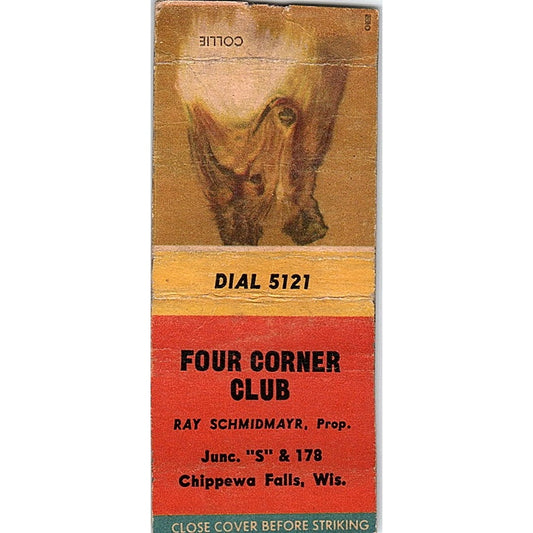 COLLIE
DIAL 5121
FOUR CORNER
CLUB
RAY SCHMIDMAYR, Prop.
Junc. "S" & 178
Chippewa Falls, Wis.
CLOSE COVER BEFORE STRIKING